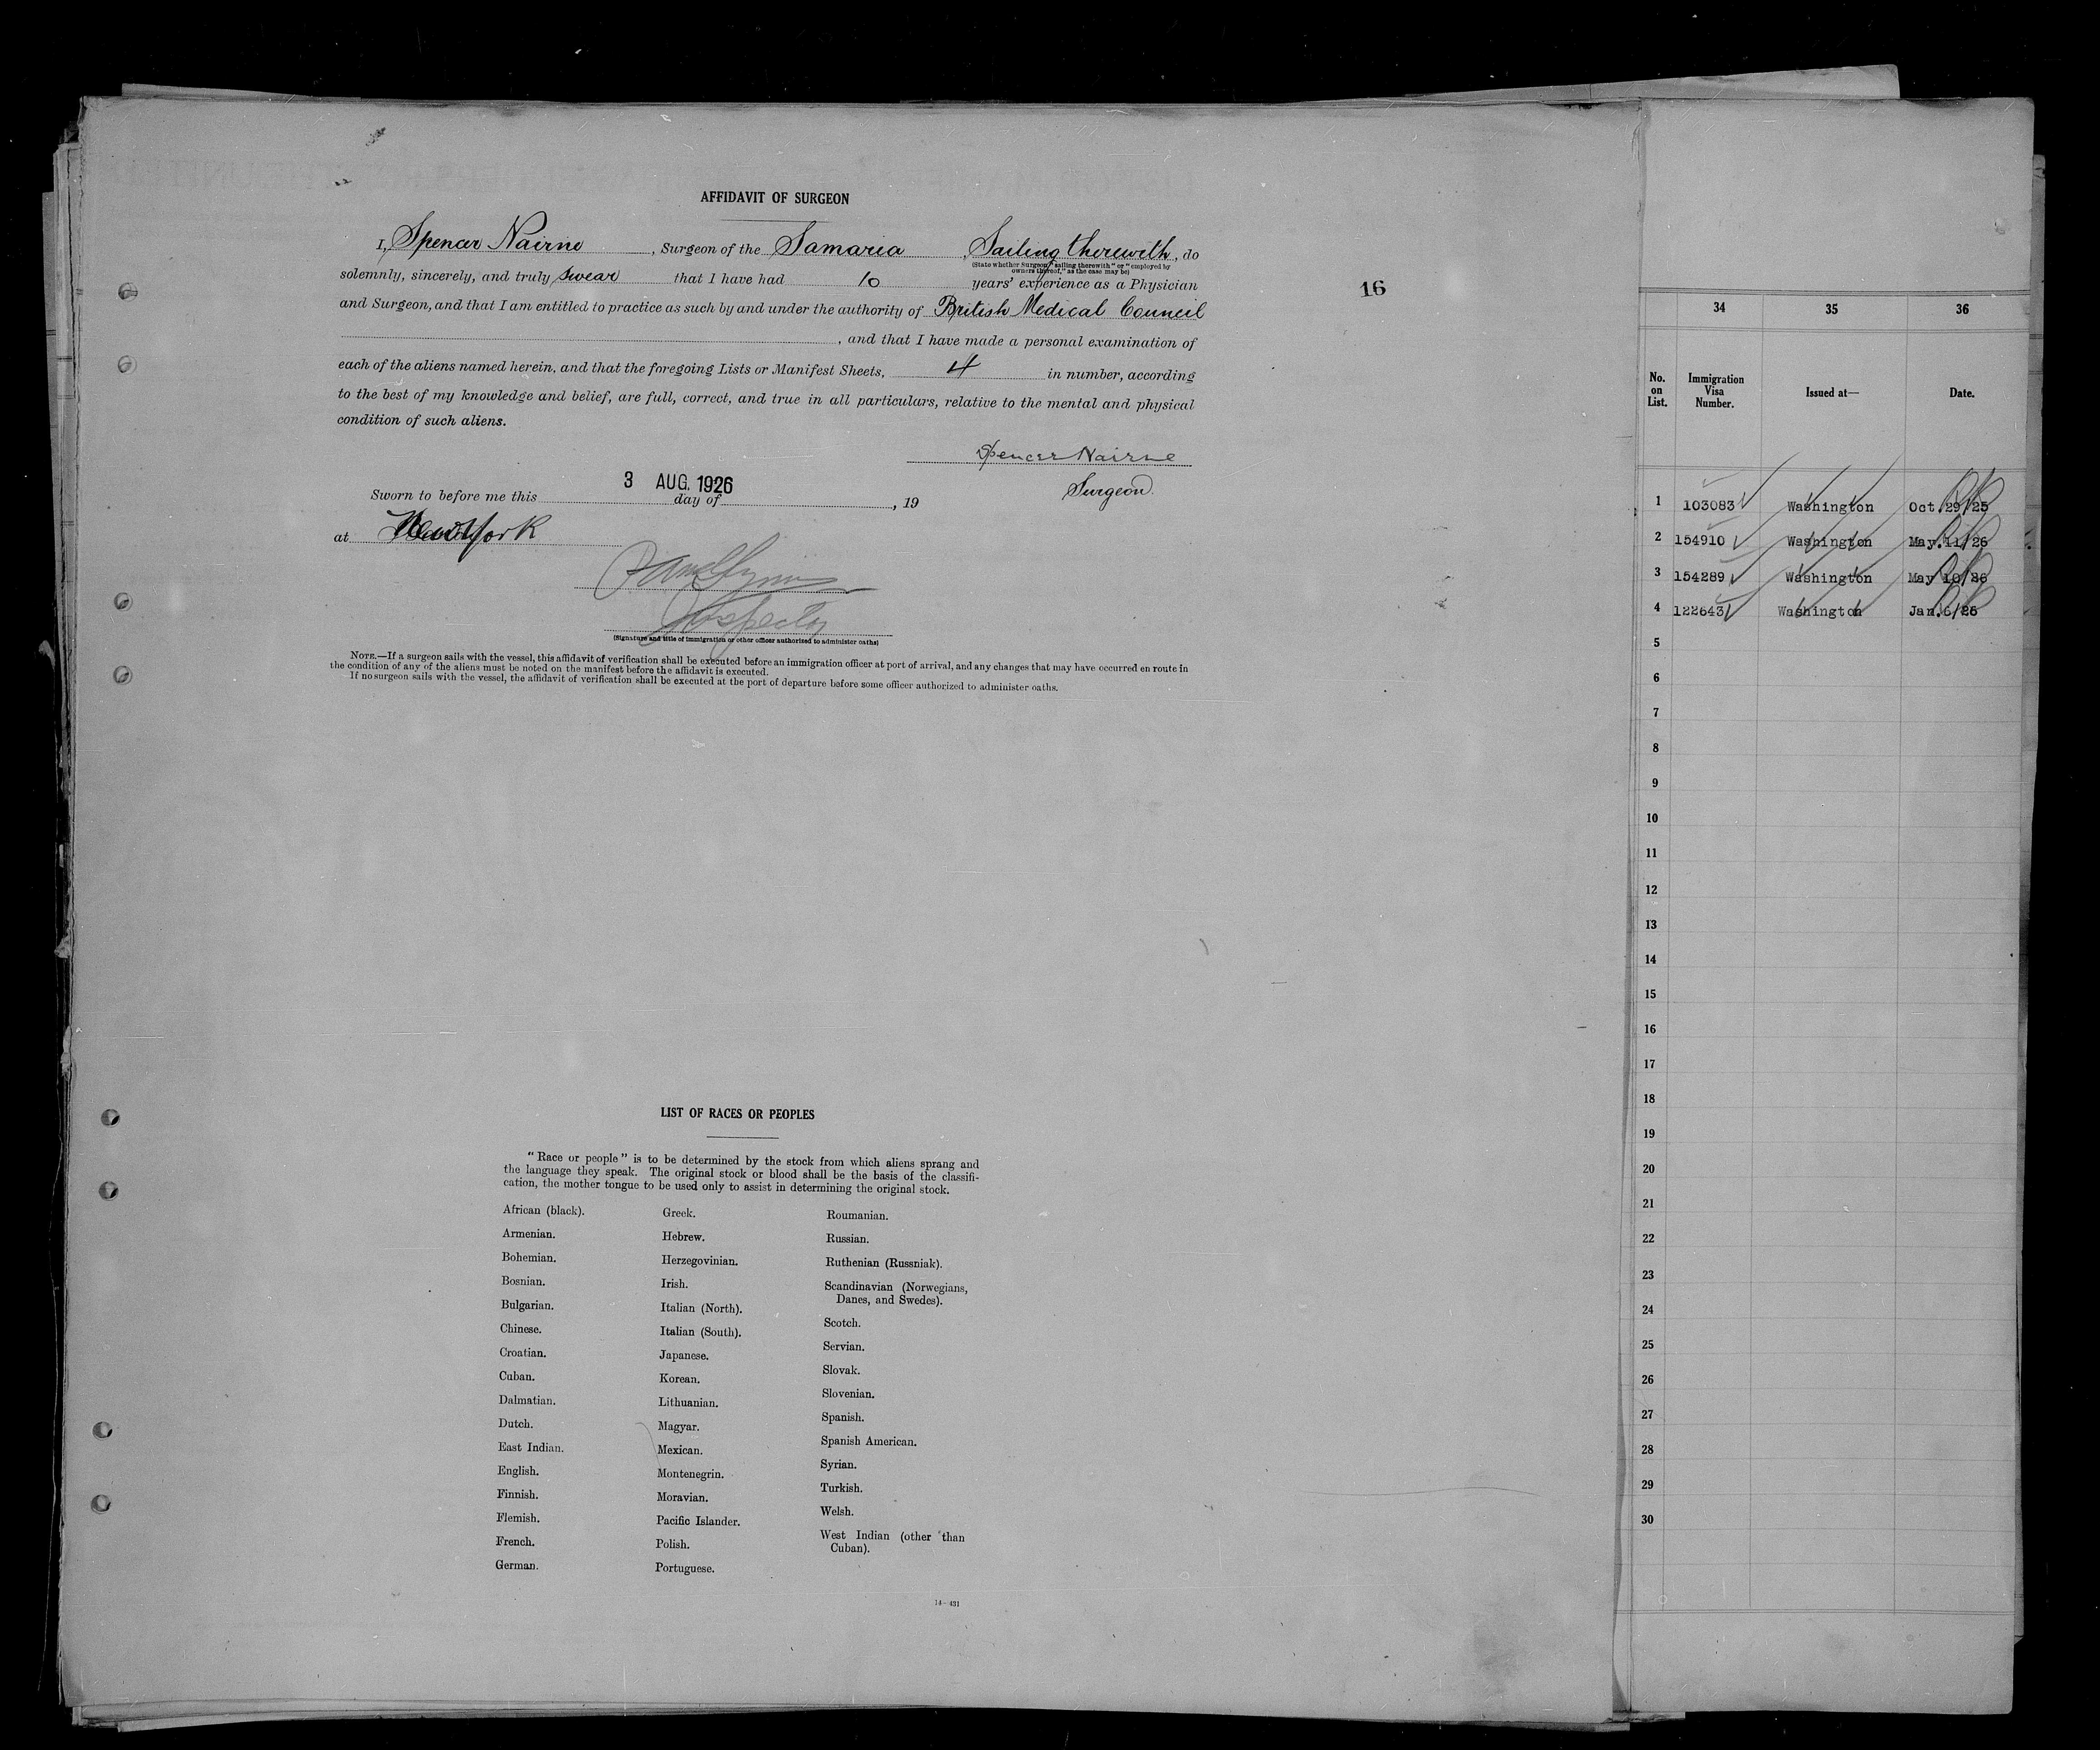 AFFIDAVIT OF SURGEON
I, Spencer Nairne, Surgeon of the Samaria, Sailing therewith, do
(State whether Surgeon "sailing therewith" or "employed by
owners thereof," as the case may be)
solemnly, sincerely, and truly swear that I have had 10 years' experience as a Physician
and Surgeon, and that I am entitled to practice as such by and under the authority of British Medical Council
, and that I have made a personal examination of
each of the aliens named herein, and that the foregoing Lists or Manifest Sheets, 4 in number, according
to the best of my knowledge and belief, are full, correct, and true in all particulars, relative to the mental and physical
condition of such aliens.
Spencer Nairne
Surgeon.
3 AUG. 1926
Sworn to before me this day of , 19
at New York
Inspector
(Signature and title of immigration or other officer authorized to administer oaths)
NOTE.—If a surgeon sails with the vessel, this affidavit of verification shall be executed before an immigration officer at port of arrival, and any changes that may have occurred en route in
the condition of any of the aliens must be noted on the manifest before the affidavit is executed.
If no surgeon sails with the vessel, the affidavit of verification shall be executed at the port of departure before some officer authorized to administer oaths.
16
LIST OF RACES OR PEOPLES
"Race or people" is to be determined by the stock from which aliens sprang and
the language they speak. The original stock or blood shall be the basis of the classifi-
cation, the mother tongue to be used only to assist in determining the original stock.
African (black).
Armenian.
Bohemian.
Bosnian.
Bulgarian.
Chinese.
Croatian.
Cuban.
Dalmatian.
Dutch.
East Indian.
English.
Finnish.
Flemish.
French.
German.
Greek.
Hebrew.
Herzegovinian.
Irish.
Italian (North).
Italian (South).
Japanese.
Korean.
Lithuanian.
Magyar.
Mexican.
Montenegrin.
Moravian.
Pacific Islander.
Polish.
Portuguese.
Roumanian.
Russian.
Ruthenian (Russniak).
Scandinavian (Norwegians,
Danes, and Swedes).
Scotch.
Servian.
Slovak.
Slovenian.
Spanish.
Spanish American.
Syrian.
Turkish.
Welsh.
West Indian (other than
Cuban).
14—431
34 35 36
No. on List. Immigration Visa Number. Issued at— Date.
1 103083 Washington Oct.29/25
2 154910 Washington May.11/26
3 154289 Washington May 10/26
4 122643 Washington Jan.6/26
5
6
7
8
9
10
11
12
13
14
15
16
17
18
19
20
21
22
23
24
25
26
27
28
29
30